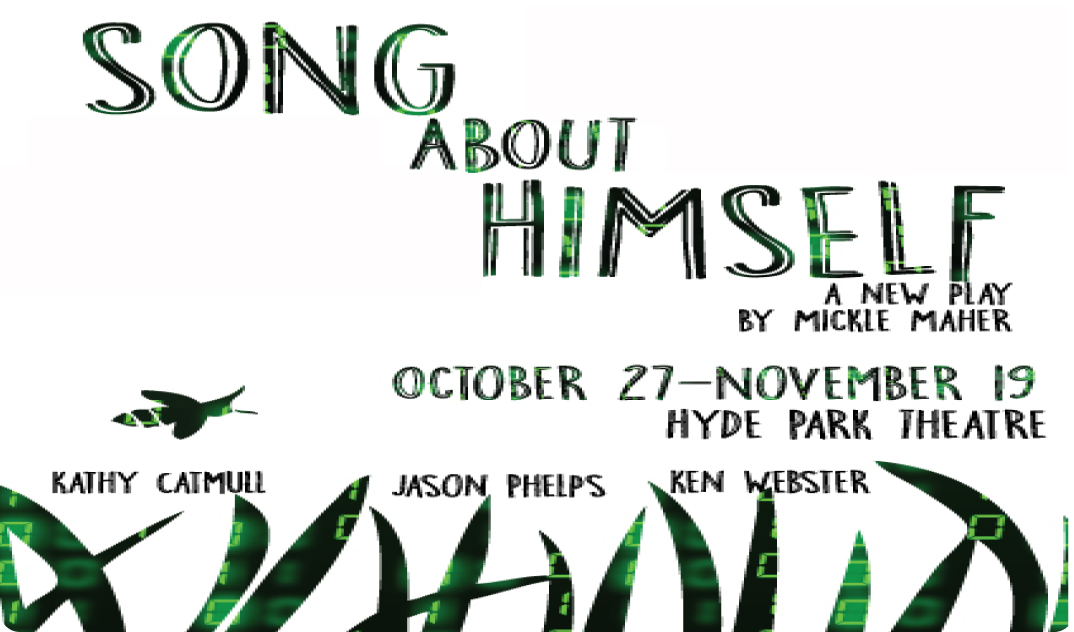 SONG
ABOUT
HIMSELF
A NEW PLAY
BY MICKLE MAHER
OCTOBER 27–NOVEMBER 19
HYDE PARK THEATRE
KATHY CATMULL JASON PHELPS KEN WEBSTER